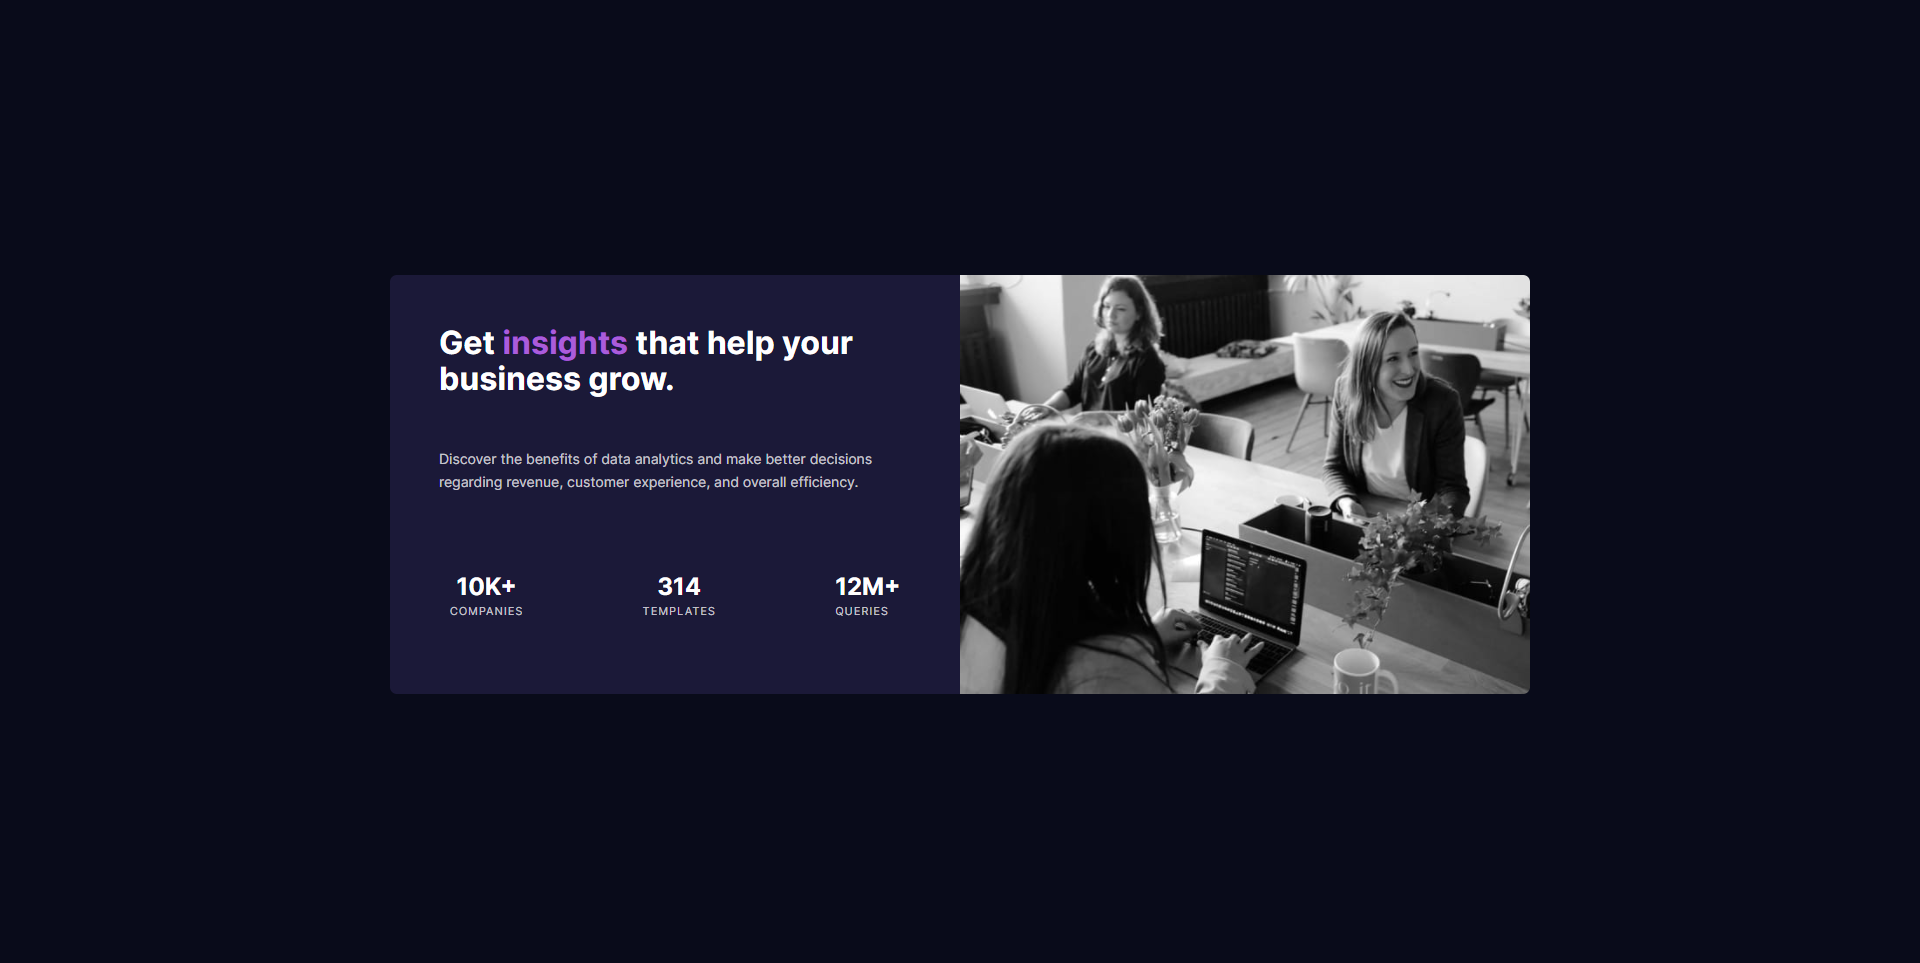 Get insights that help your
business grow.
Discover the benefits of data analytics and make better decisions
regarding revenue, customer experience, and overall efficiency.
10K+ 314 12M+
COMPANIES TEMPLATES QUERIES